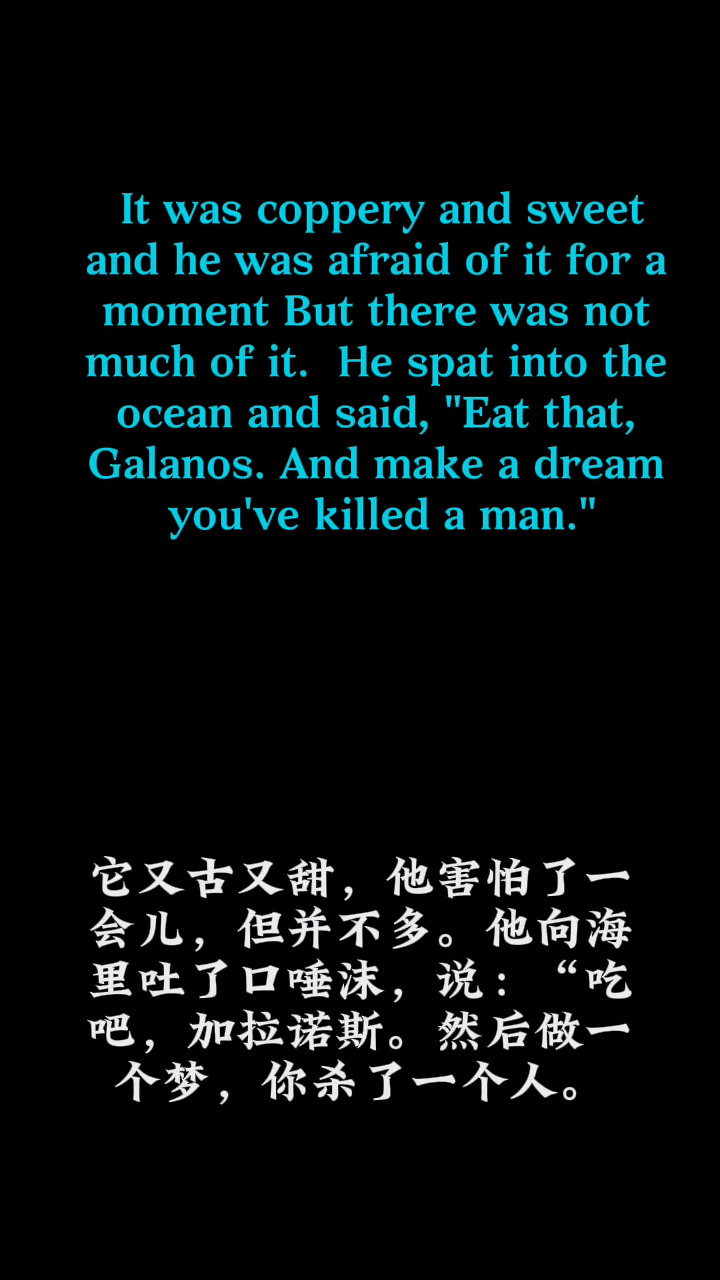 It was coppery and sweet
and he was afraid of it for a
moment But there was not
much of it.  He spat into the
ocean and said, "Eat that,
Galanos. And make a dream
you've killed a man."
它又古又甜，他害怕了一
会儿，但并不多。他向海
里吐了口唾沫，说：“吃
吧，加拉诺斯。然后做一
个梦，你杀了一个人。